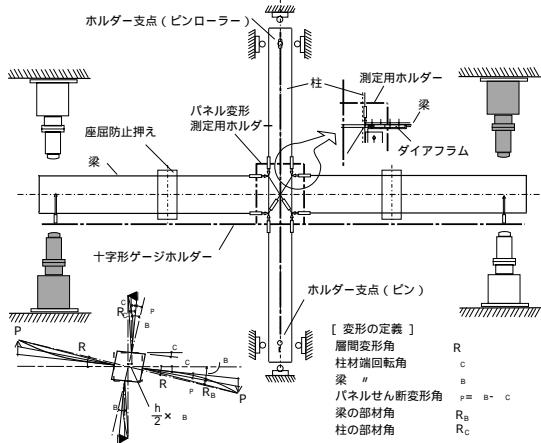 ホルダー支点(ピンローラー)
柱
測定用ホルダー
梁
ダイアフラム
パネル変形
測定用ホルダー
座屈防止押え
梁
十字形ゲージホルダー
ホルダー支点(ピン)
C
R C
P
B
P
R
C
C
B
R
R B
P
B
h/2 × B
[ 変形の定義 ]
層間変形角 R
柱材端回転角 C
梁 〃 B
パネルせん断変形角 P= B- C
梁の部材角 RB
柱の部材角 RC